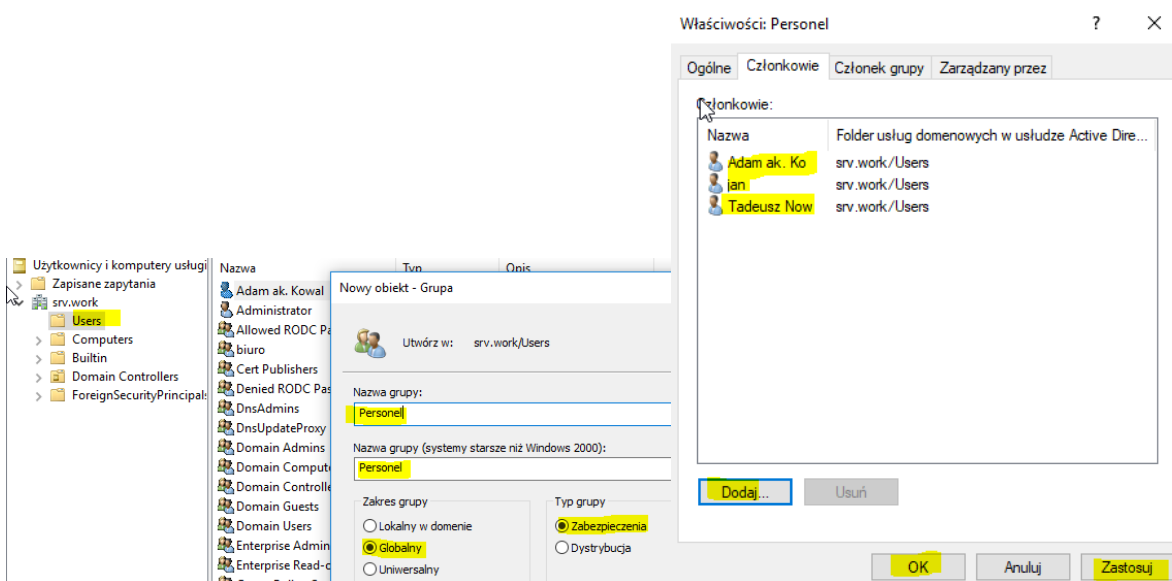 Użytkownicy i komputery usługi
Zapisane zapytania
srv.work
Users
Computers
Builtin
Domain Controllers
ForeignSecurityPrincipal
Nazwa Typ Opis
Adam ak. Kowal
Administrator
Allowed RODC Pa
biuro
Cert Publishers
Denied RODC Pas
DnsAdmins
DnsUpdateProxy
Domain Admins
Domain Compute
Domain Controlle
Domain Guests
Domain Users
Enterprise Admin
Enterprise Read-o
Nowy obiekt - Grupa
Utwórz w: srv.work/Users
Nazwa grupy:
Personel
Nazwa grupy (systemy starsze niż Windows 2000):
Personel
Zakres grupy
Lokalny w domenie
Globalny
Uniwersalny
Typ grupy
Zabezpieczenia
Dystrybucja
Właściwości: Personel ?
Ogólne Członkowie Członek grupy Zarządzany przez
Członkowie:
Nazwa Folder usług domenowych w usłudze Active Dire...
Adam ak. Ko srv.work/Users
jan srv.work/Users
Tadeusz Now srv.work/Users
Dodaj... Usuń
OK Anuluj Zastosuj